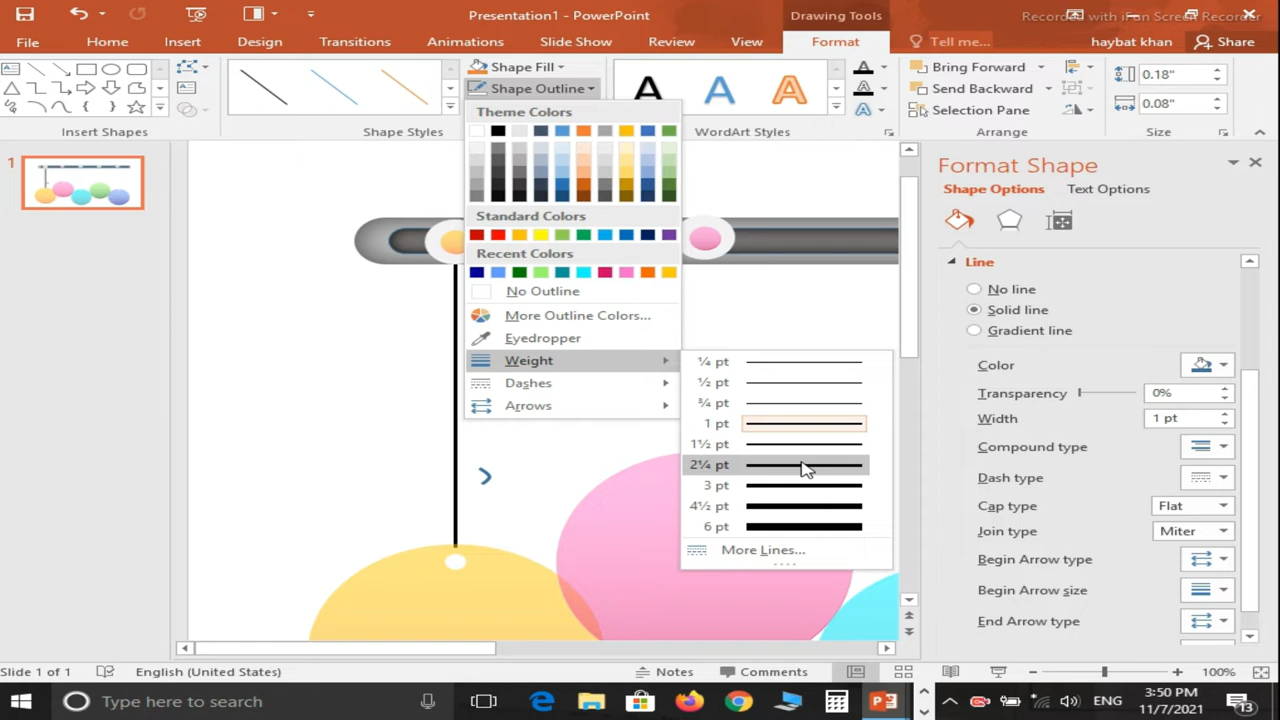 Presentation1 - PowerPoint
Drawing Tools
Recorded with iFun Screen Recorder
File Home Insert Design Transitions Animations Slide Show Review View Format Tell me... haybat khan Share
Shape Fill
Shape Outline
A A A
A
A
A
Bring Forward
Send Backward
Selection Pane
0.18"
0.08"
Insert Shapes Shape Styles WordArt Styles Arrange Size
Theme Colors
Standard Colors
Recent Colors
No Outline
More Outline Colors...
Eyedropper
Weight
Dashes
Arrows
¼ pt
½ pt
¾ pt
1 pt
1½ pt
2¼ pt
3 pt
4½ pt
6 pt
More Lines...
1
Format Shape
Shape Options Text Options
Line
No line
Solid line
Gradient line
Color
Transparency 0%
Width 1 pt
Compound type
Dash type
Cap type Flat
Join type Miter
Begin Arrow type
Begin Arrow size
End Arrow type
Slide 1 of 1 English (United States) Notes Comments 100%
Type here to search
ENG
3:50 PM
11/7/2021
13